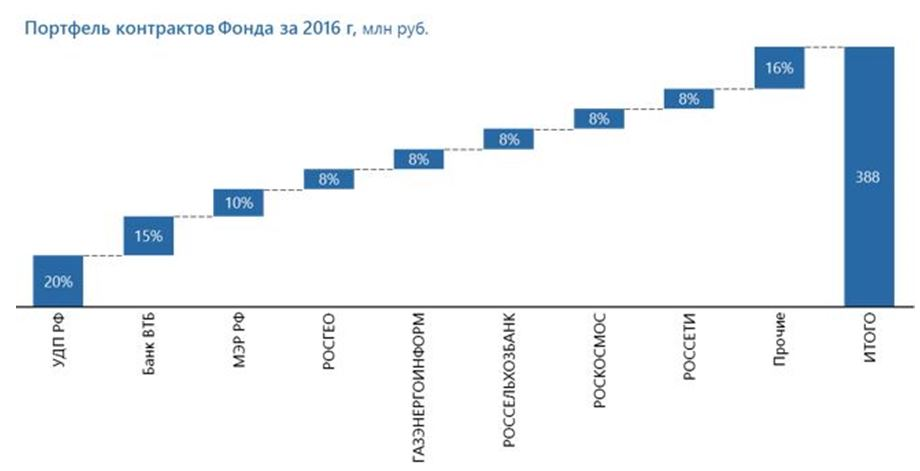 Портфель контрактов Фонда за 2016 г, млн руб.
16%
8%
8%
8%
8%
8%
10%
15%
20%
388
УДП РФ
Банк ВТБ
МЭР РФ
РОСГЕО
ГАЗЭНЕРГОИНФОРМ
РОССЕЛЬХОЗБАНК
РОСКОСМОС
РОССЕТИ
Прочие
ИТОГО